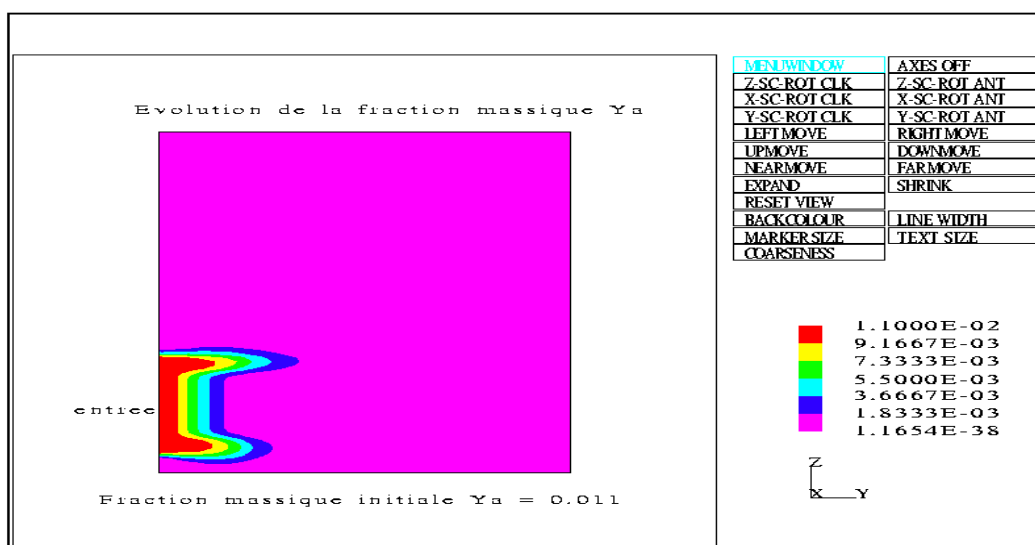 Evolution de la fraction massique Ya
entree
Fraction massique initiale Ya = 0.011
MENUWINDOW AXES OFF
Z-SC-ROT CLK Z-SC-ROT ANT
X-SC-ROT CLK X-SC-ROT ANT
Y-SC-ROT CLK Y-SC-ROT ANT
LEFT MOVE RIGHT MOVE
UPMOVE DOWNMOVE
NEARMOVE FAR MOVE
EXPAND SHRINK
RESET VIEW
BACKCOLOUR LINE WIDTH
MARKER SIZE TEXT SIZE
COARSENESS
1.1000E-02
9.1667E-03
7.3333E-03
5.5000E-03
3.6667E-03
1.8333E-03
1.1654E-38
Z
X Y